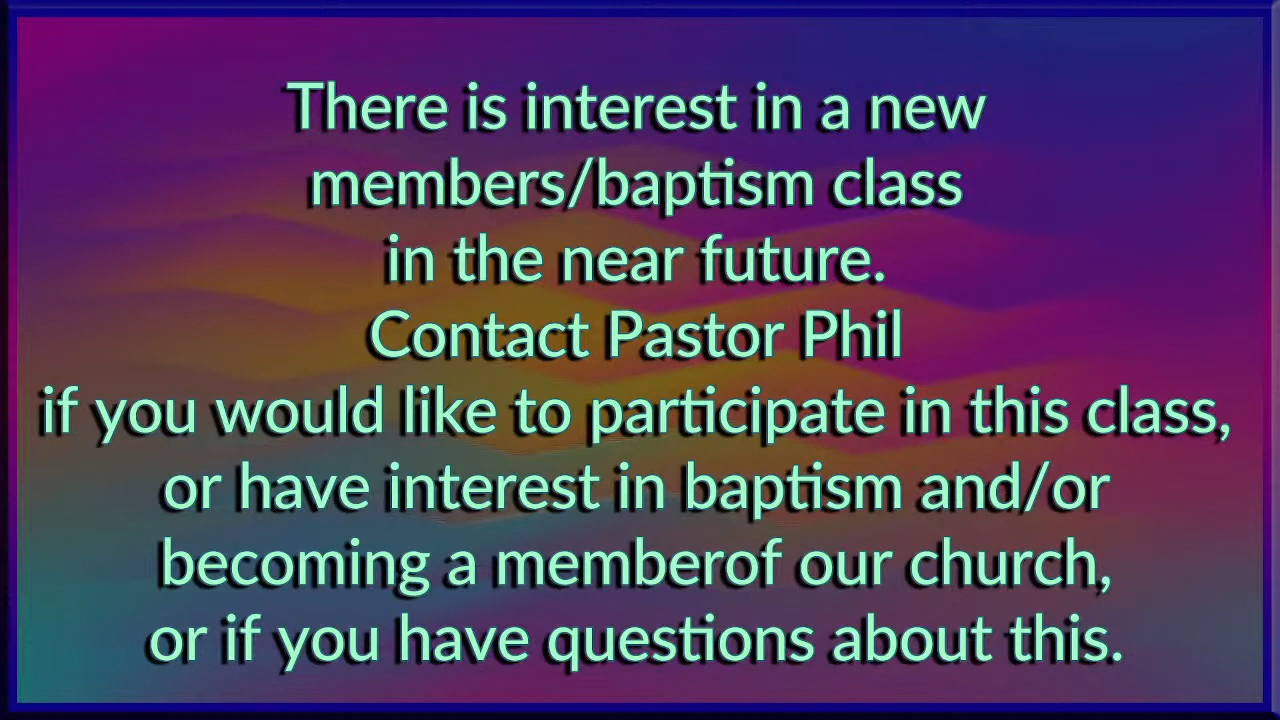 There is interest in a new
members/baptism class
in the near future.
Contact Pastor Phil
if you would like to participate in this class,
or have interest in baptism and/or
becoming a memberof our church,
or if you have questions about this.